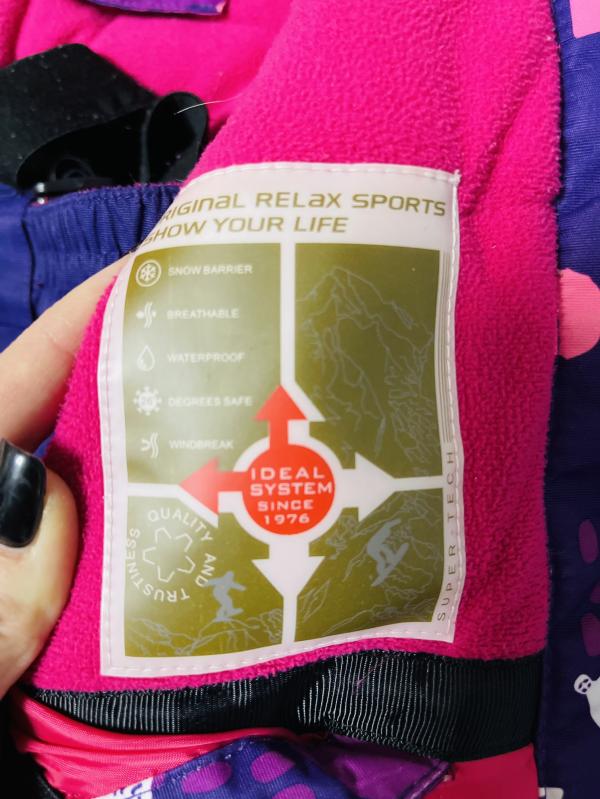 ORIGINAL RELAX SPORTS
SHOW YOUR LIFE
SNOW BARRIER
BREATHABLE
WATERPROOF
DEGREES SAFE
WINDBREAK
IDEAL
SYSTEM
SINCE
1976
QUALITY AND TRUSTINESS
SUPER-TECH